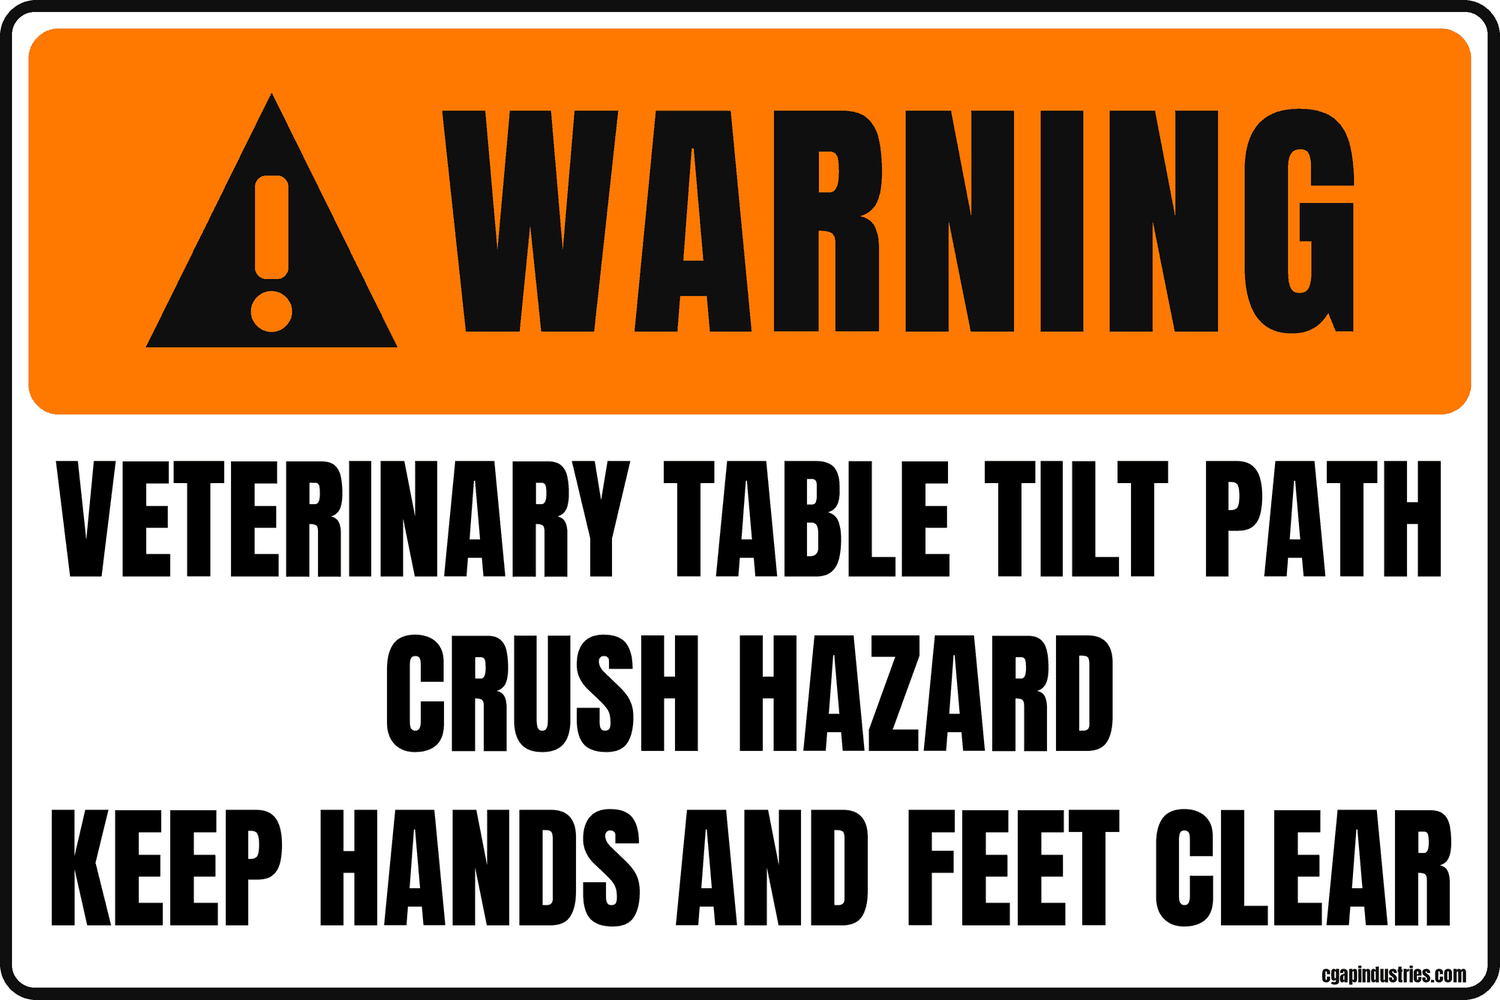 WARNING
VETERINARY TABLE TILT PATH
CRUSH HAZARD
KEEP HANDS AND FEET CLEAR
cgapindustries.com